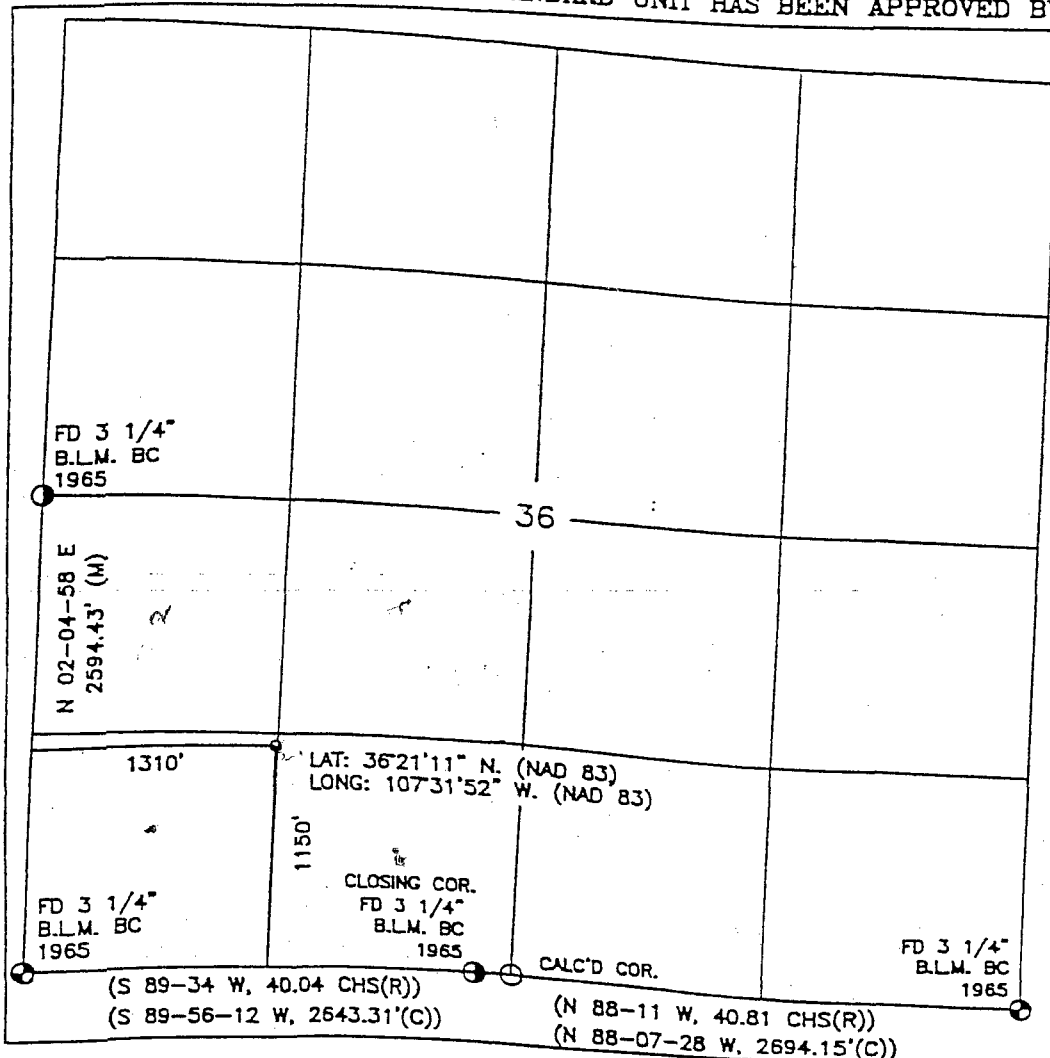 UNIT HAS BEEN APPROVED
FD 3 1/4"
B.L.M. BC
1965
36
N 02-04-58 E
2594.43' (M)
1310'
LAT: 36°21'11" N. (NAD 83)
LONG: 107°31'52" W. (NAD 83)
1150'
CLOSING COR.
FD 3 1/4"
B.L.M. BC
1965
FD 3 1/4"
B.L.M. BC
1965
CALC'D COR.
FD 3 1/4"
B.L.M. BC
1965
(S 89-34 W, 40.04 CHS(R))
(S 89-56-12 W, 2643.31'(C))
(N 88-11 W, 40.81 CHS(R))
(N 88-07-28 W, 2694.15'(C))